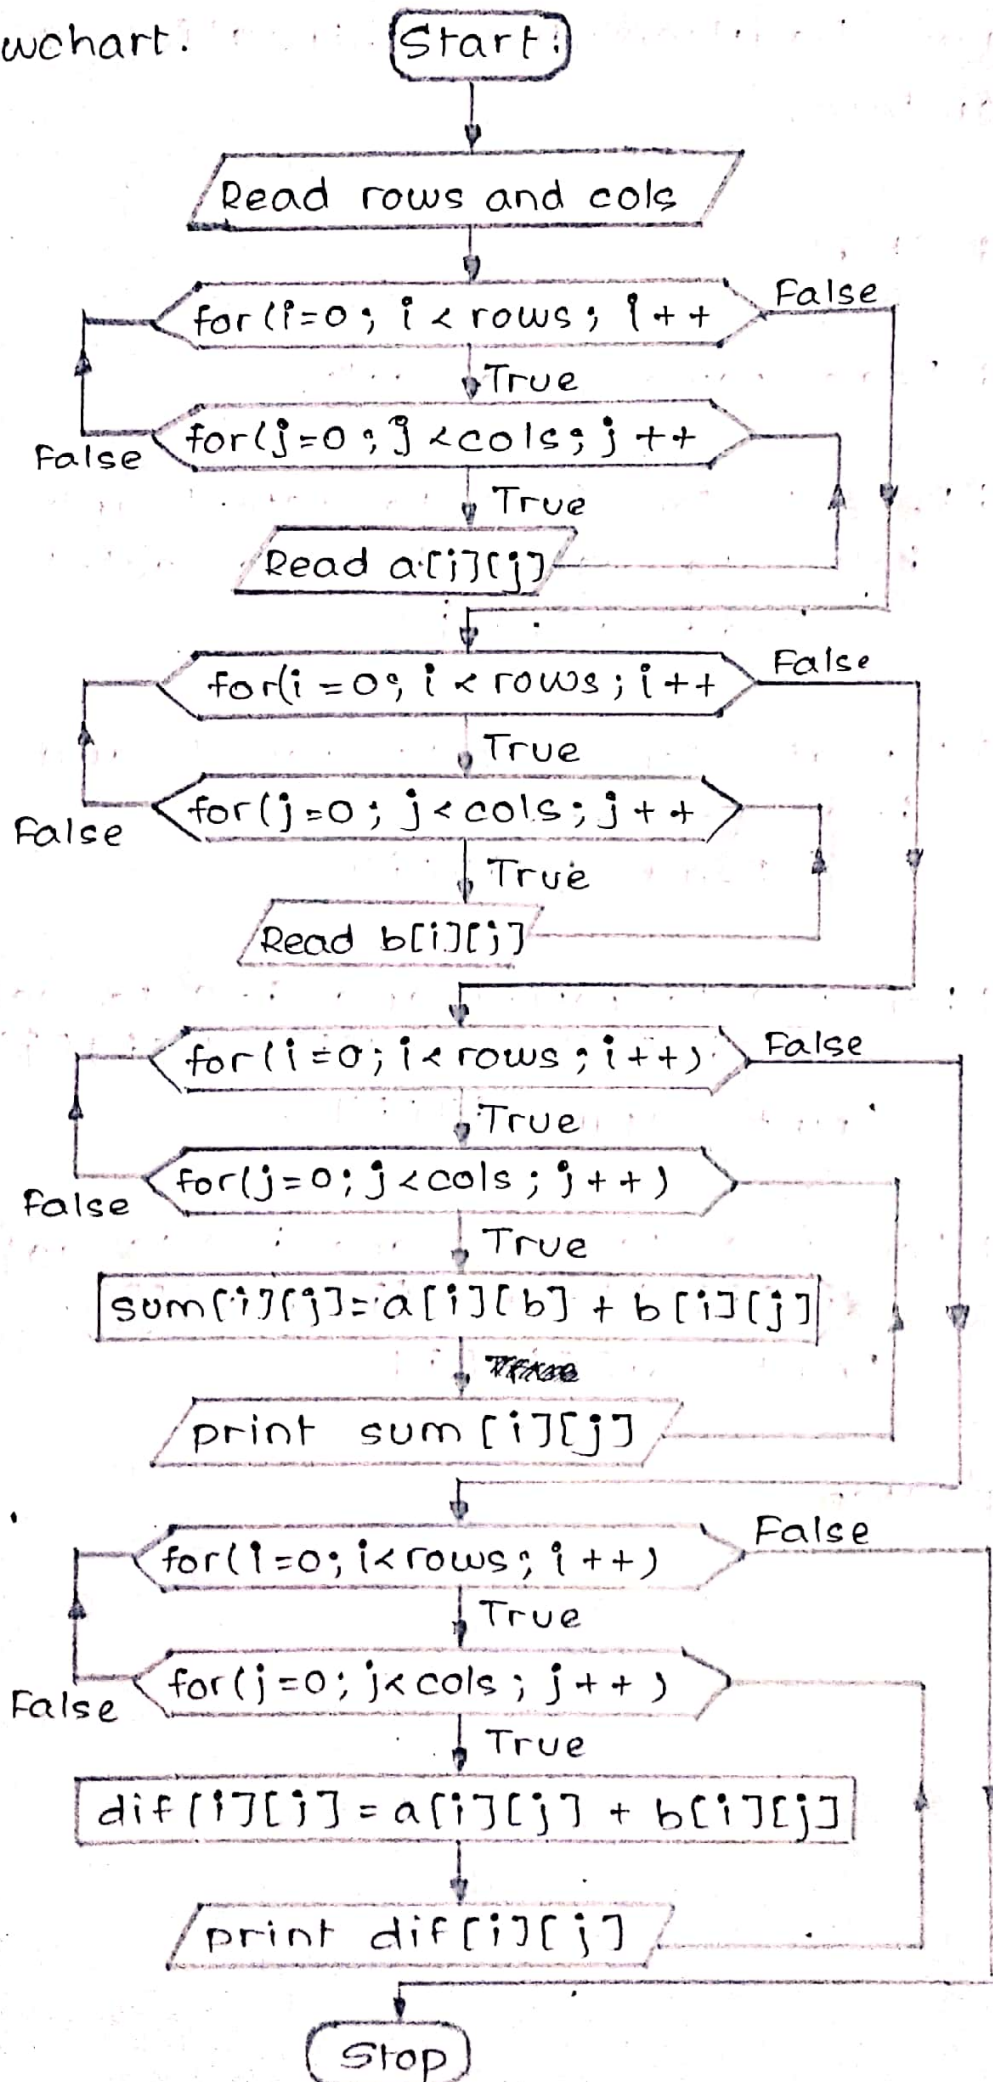 wchart.
Start
Read rows and cols
for(i=0; i < rows; i++
False
True
for(j=0; j <cols; j++
False
True
Read a[i][j]
for(i=0; i < rows; i++
False
True
for(j=0; j<cols; j++
False
True
Read b[i][j]
for(i=0; i< rows; i++)
False
True
for(j=0; j<cols; j++)
False
True
sum[i][j]=a[i][b] + b[i][j]
print sum[i][j]
for(i=0; i<rows; i++)
False
True
for(j=0; j<cols; j++)
False
True
dif[i][j]=a[i][j] + b[i][j]
print dif[i][j]
Stop